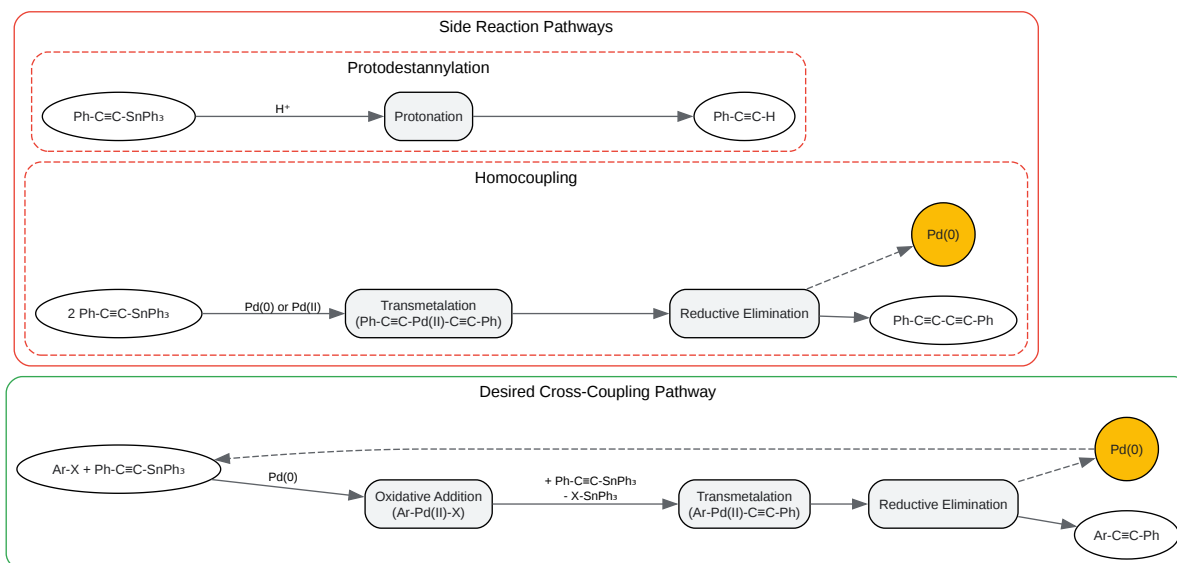 Side Reaction Pathways
Protodestannylation
Ph-C≡C-SnPh₃
H⁺
Protonation
Ph-C≡C-H
Homocoupling
Pd(0)
2 Ph-C≡C-SnPh₃
Pd(0) or Pd(II)
Transmetalation
(Ph-C≡C-Pd(II)-C≡C-Ph)
Reductive Elimination
Ph-C≡C-C≡C-Ph
Desired Cross-Coupling Pathway
Ar-X + Ph-C≡C-SnPh₃
Pd(0)
Oxidative Addition
(Ar-Pd(II)-X)
+ Ph-C≡C-SnPh₃
- X-SnPh₃
Transmetalation
(Ar-Pd(II)-C≡C-Ph)
Reductive Elimination
Pd(0)
Ar-C≡C-Ph